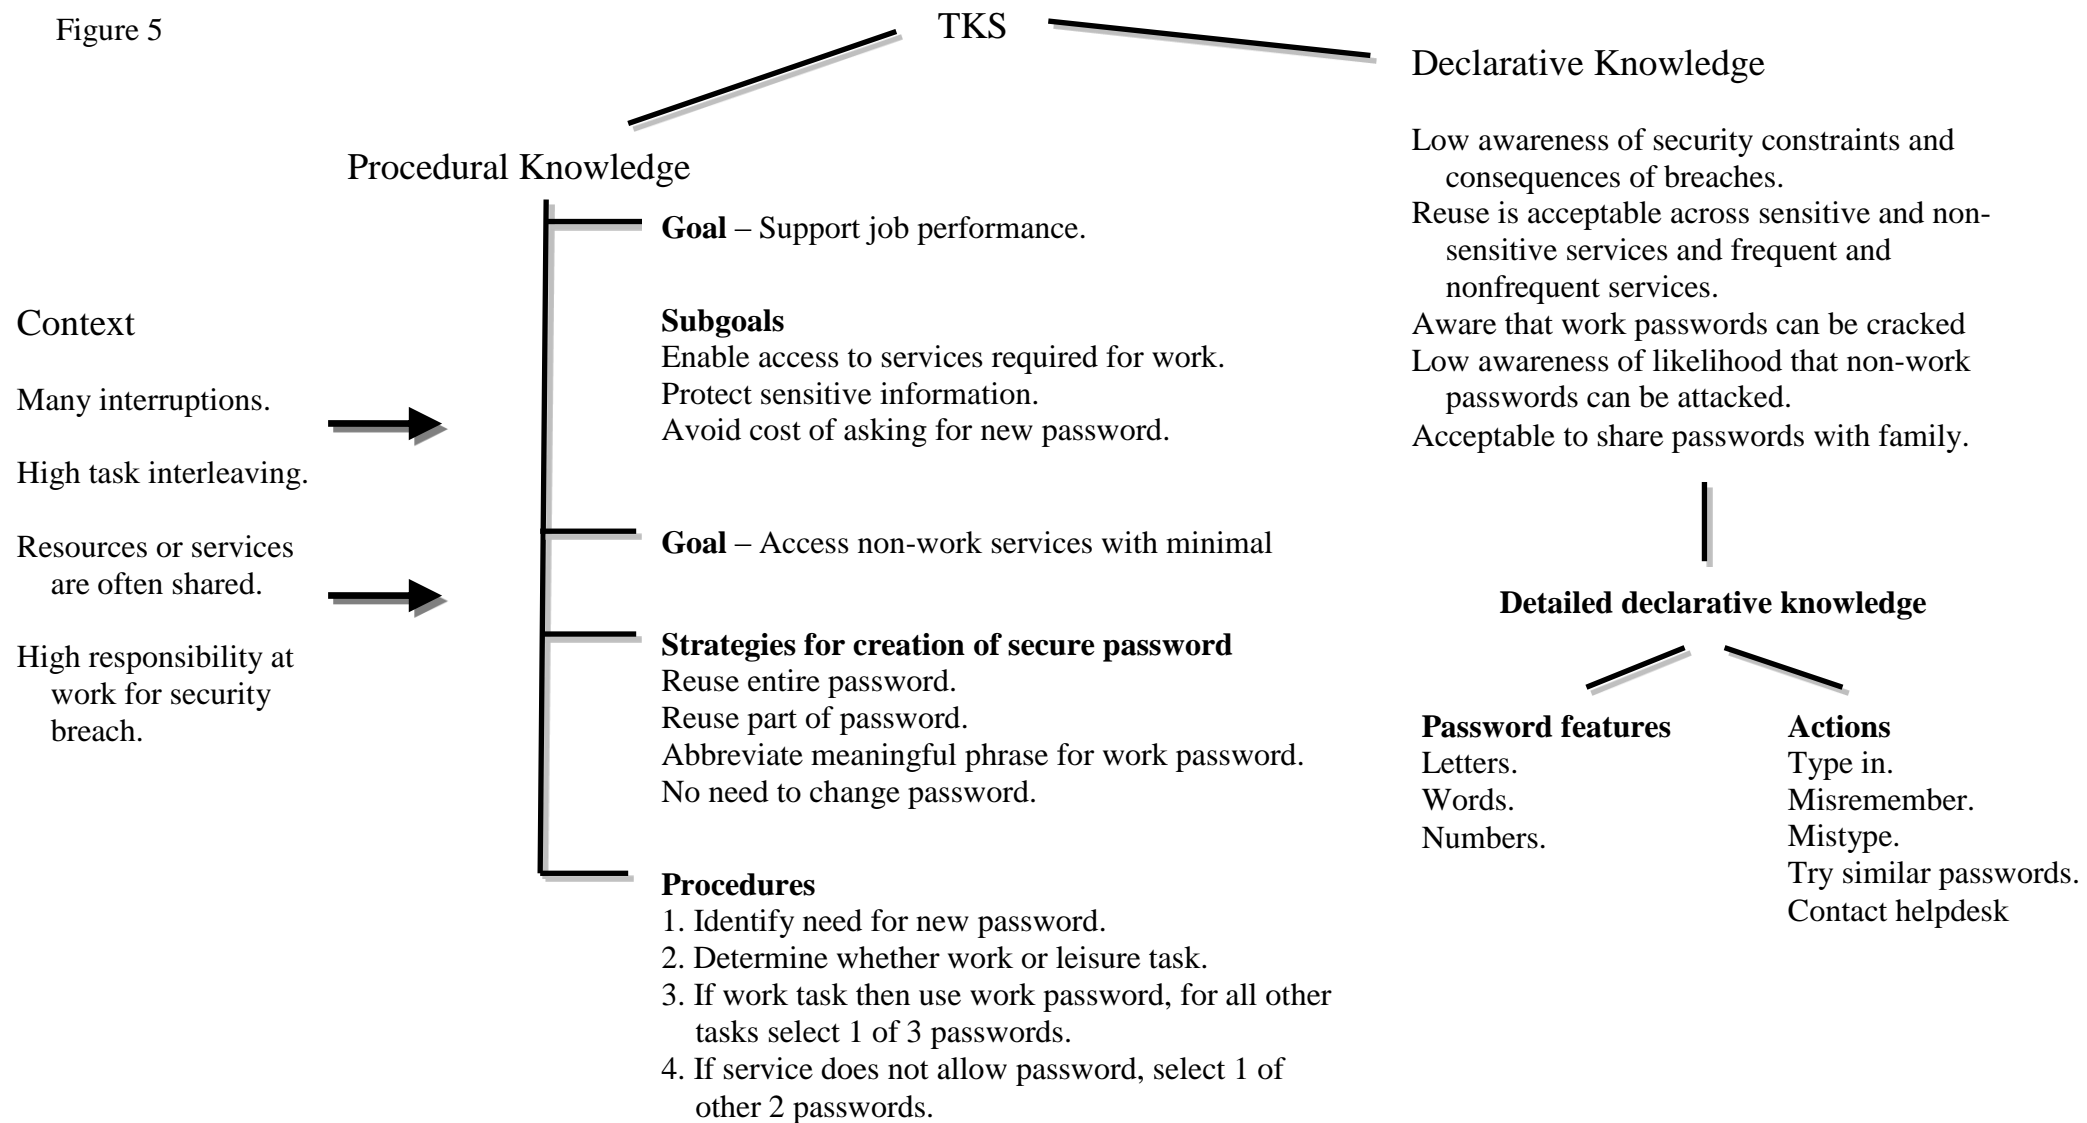 Figure 5
TKS
Declarative Knowledge
Low awareness of security constraints and
consequences of breaches.
Reuse is acceptable across sensitive and non-
sensitive services and frequent and
nonfrequent services.
Aware that work passwords can be cracked
Low awareness of likelihood that non-work
passwords can be attacked.
Acceptable to share passwords with family.
Procedural Knowledge
Goal – Support job performance.
Subgoals
Enable access to services required for work.
Protect sensitive information.
Avoid cost of asking for new password.
Goal – Access non-work services with minimal
Strategies for creation of secure password
Reuse entire password.
Reuse part of password.
Abbreviate meaningful phrase for work password.
No need to change password.
Procedures
1. Identify need for new password.
2. Determine whether work or leisure task.
3. If work task then use work password, for all other
tasks select 1 of 3 passwords.
4. If service does not allow password, select 1 of
other 2 passwords.
Context
Many interruptions.
High task interleaving.
Resources or services
are often shared.
High responsibility at
work for security
breach.
Detailed declarative knowledge
Password features
Letters.
Words.
Numbers.
Actions
Type in.
Misremember.
Mistype.
Try similar passwords.
Contact helpdesk